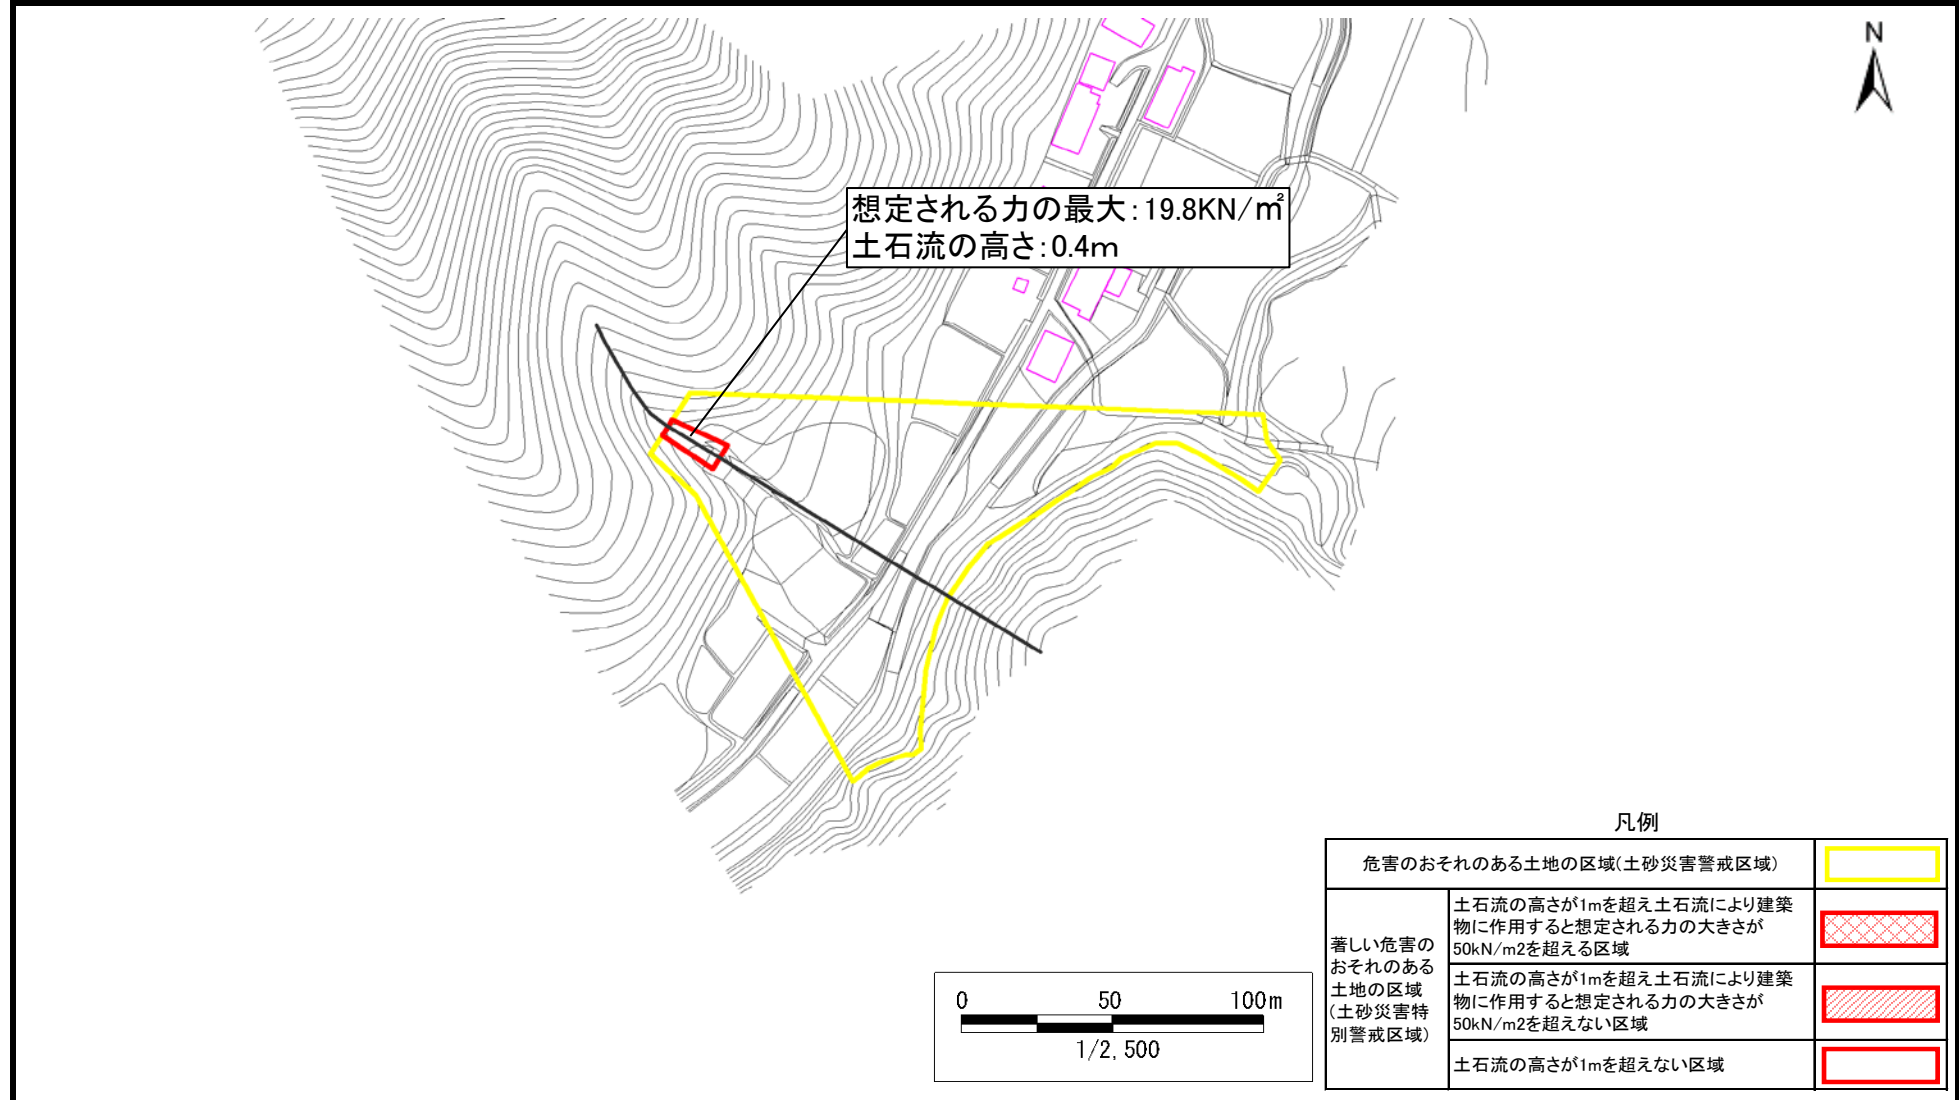 N
想定される力の最大：19.8KN/㎡
土石流の高さ：0.4m
凡例
危害のおそれのある土地の区域(土砂災害警戒区域)
著しい危害の
おそれのある
土地の区域
(土砂災害特
別警戒区域)
土石流の高さが1mを超え土石流により建築
物に作用すると想定される力の大きさが
50kN/m2を超える区域
土石流の高さが1mを超え土石流により建築
物に作用すると想定される力の大きさが
50kN/m2を超えない区域
土石流の高さが1mを超えない区域
0 50 100m
1/2,500